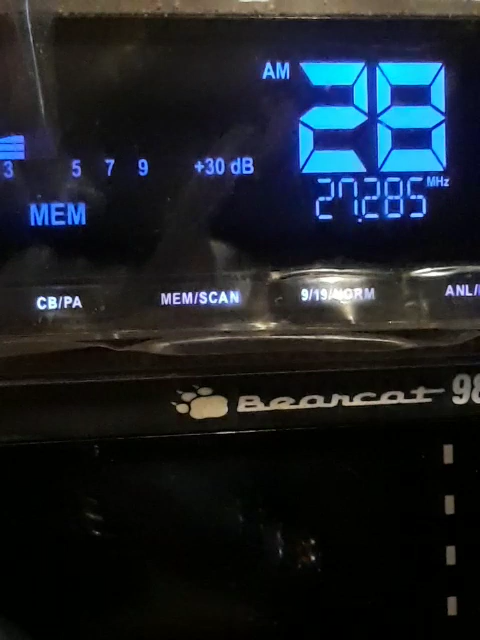 AM 28
3 5 7 9 +30 dB
27.285 MHz
MEM
CB/PA MEM/SCAN 9/19/NORM ANL/
Bearcat 98